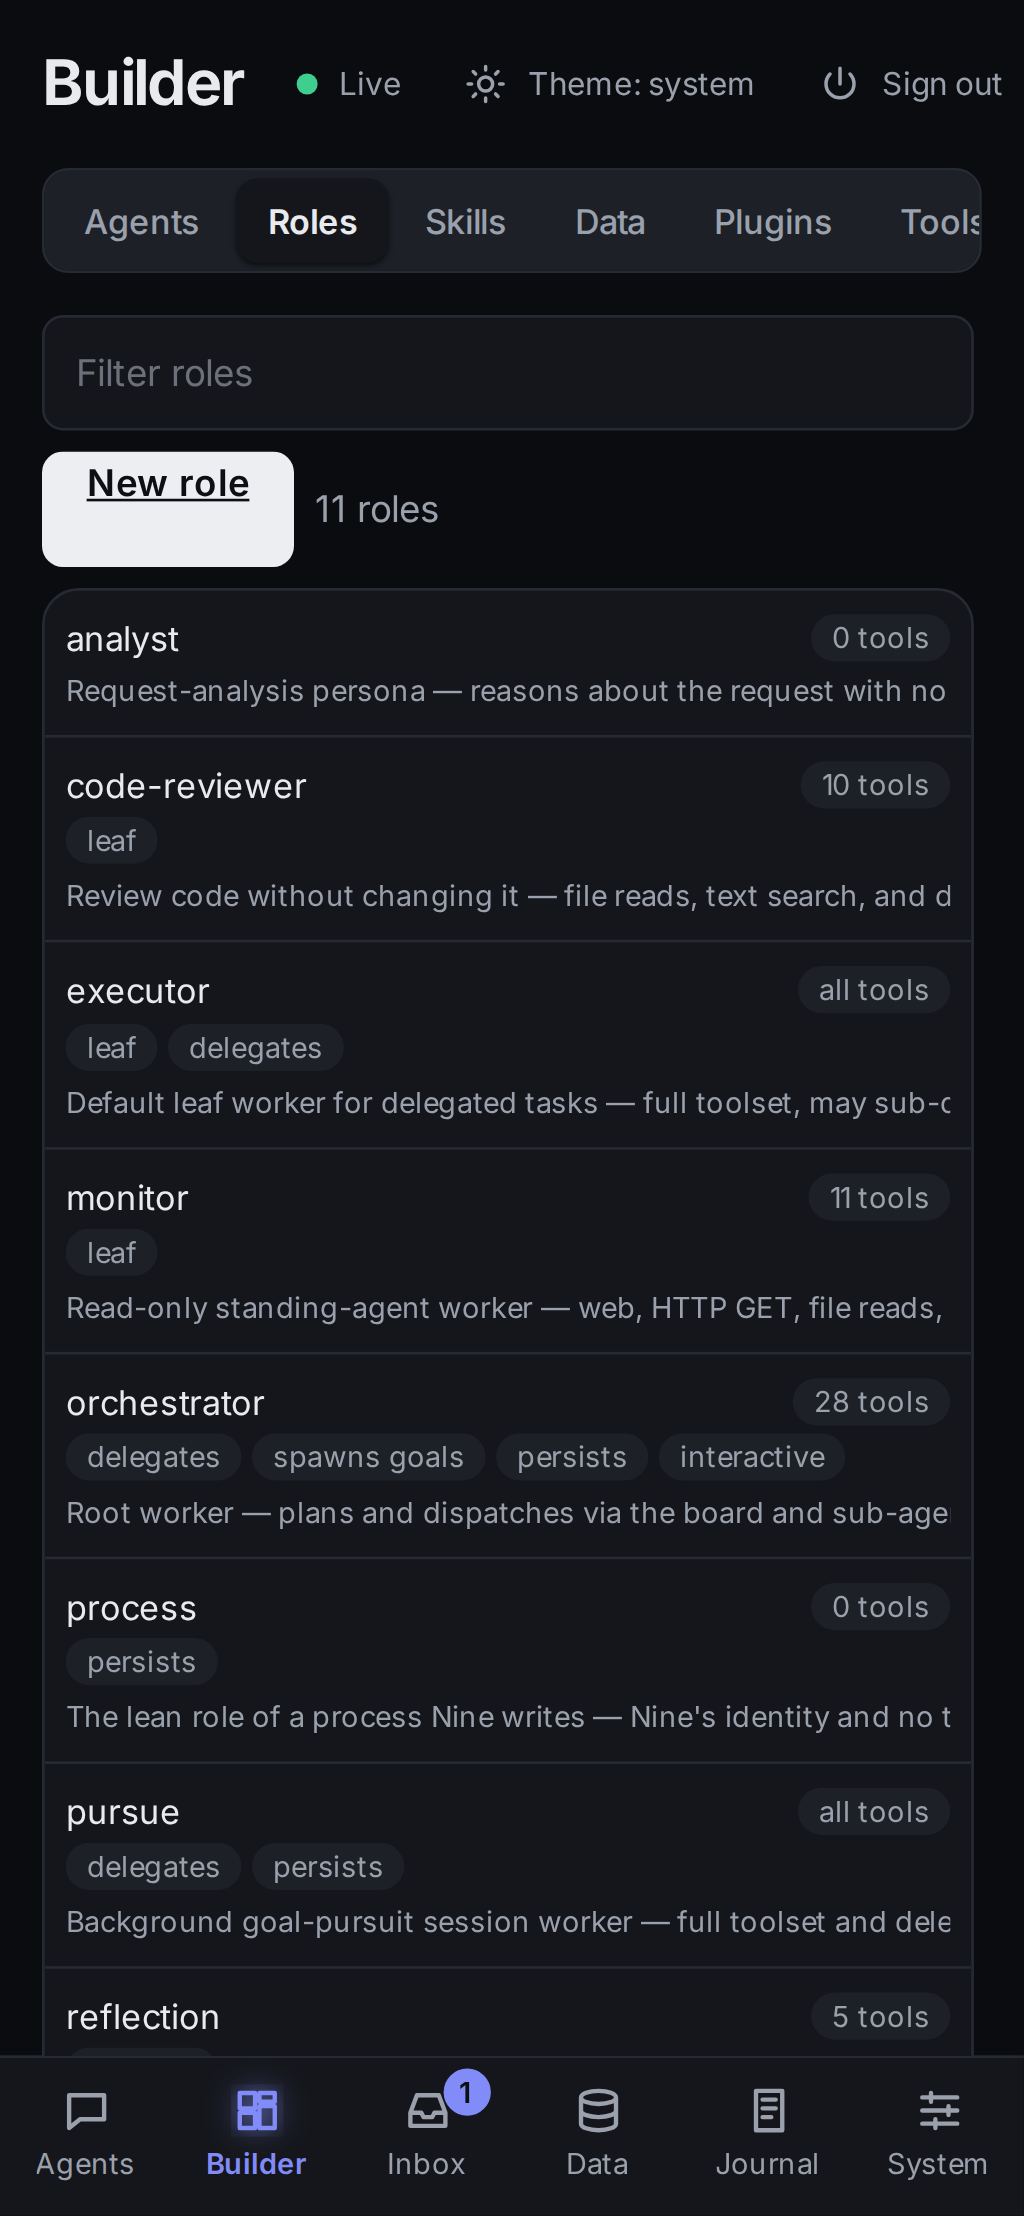 Builder Live Theme: system Sign out
Agents Roles Skills Data Plugins Tools
Filter roles
New role 11 roles
analyst 0 tools
Request-analysis persona — reasons about the request with no
code-reviewer 10 tools
leaf
Review code without changing it — file reads, text search, and d
executor all tools
leaf delegates
Default leaf worker for delegated tasks — full toolset, may sub-
monitor 11 tools
leaf
Read-only standing-agent worker — web, HTTP GET, file reads,
orchestrator 28 tools
delegates spawns goals persists interactive
Root worker — plans and dispatches via the board and sub-age
process 0 tools
persists
The lean role of a process Nine writes — Nine's identity and no t
pursue all tools
delegates persists
Background goal-pursuit session worker — full toolset and dele
reflection 5 tools
1
Agents Builder Inbox Data Journal System